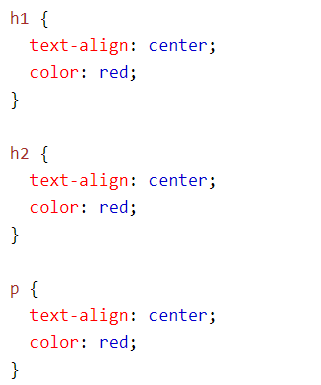 h1 {
  text-align: center;
  color: red;
}

h2 {
  text-align: center;
  color: red;
}

p {
  text-align: center;
  color: red;
}